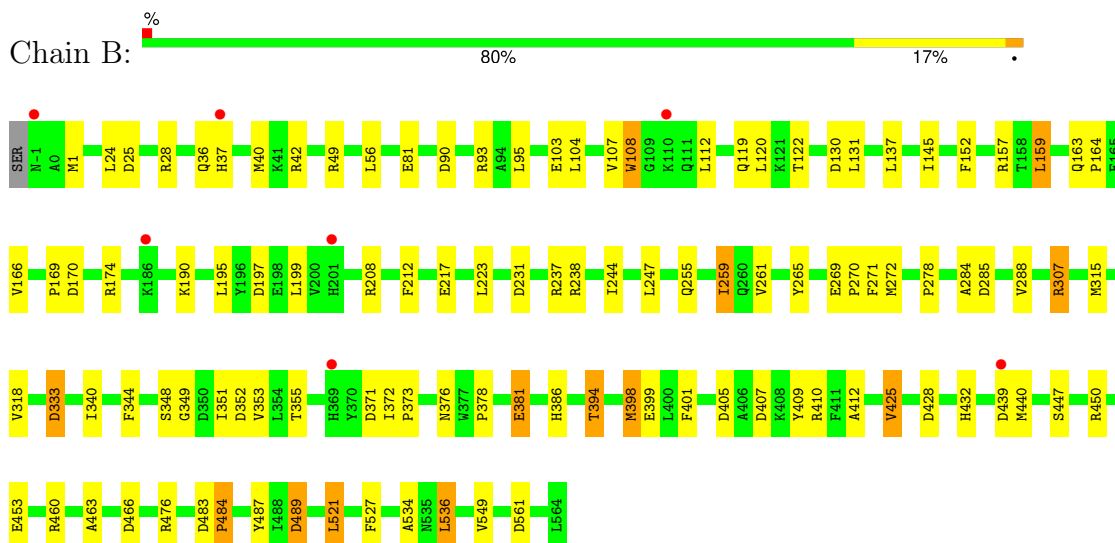 %
Chain B:
80% 17% •
SER N-1 A0 M1 L24 D25 R28 Q36 H37 M40 K41 R42 R49 L56 E81 D90 R93 A94 L95 E103 L104 V107 W108 G109 K110 Q111 L112 Q119 L120 K121 T122 D130 L131 L137 I145 F152 R157 T158 L159 Q163 P164 E165
V166 P169 D170 R174 K186 K190 L195 Y196 D197 E198 L199 V200 H201 R208 F212 E217 L223 D231 R237 R238 I244 L247 Q255 I259 Q260 V261 Y265 E269 P270 F271 M272 P278 A284 D285 V288 R307 M315
V318 D333 I340 F344 S348 G349 D350 I351 D352 V353 L354 T355 H369 Y370 D371 I372 P373 N376 W377 P378 E381 H386 T394 M398 E399 L400 F401 D405 A406 D407 K408 Y409 R410 F411 A412 V425 D428 H432 D439 M440 S447 R450
E453 R460 A463 D466 R476 D483 P484 Y487 I488 D489 L521 F527 A534 N535 L536 V549 D561 L564